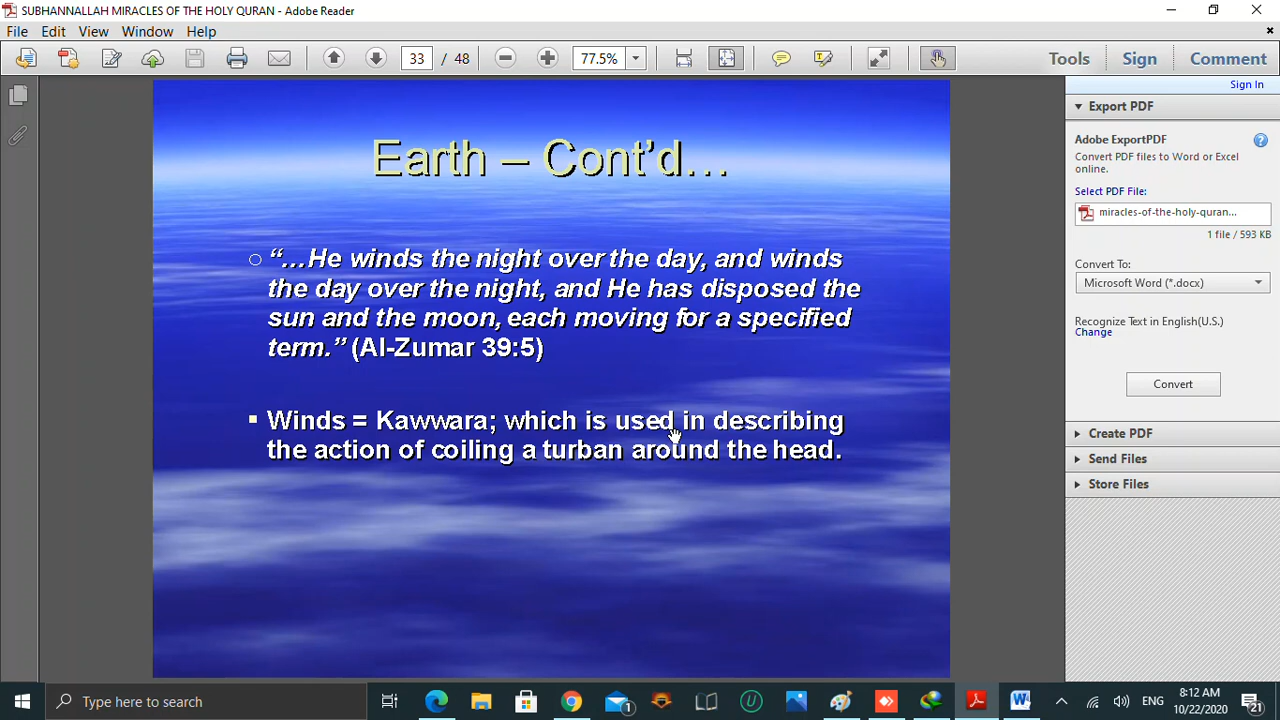 SUBHANNALLAH MIRACLES OF THE HOLY QURAN - Adobe Reader
File Edit View Window Help
33 / 48 77.5% Tools Sign Comment
Sign In
Export PDF
Adobe ExportPDF
Convert PDF files to Word or Excel
online.
Select PDF File:
miracles-of-the-holy-quran...
1 file / 593 KB
Convert To:
Microsoft Word (*.docx)
Recognize Text in English(U.S.)
Change
Convert
Create PDF
Send Files
Store Files
Earth – Cont’d…
“…He winds the night over the day, and winds
the day over the night, and He has disposed the
sun and the moon, each moving for a specified
term.” (Al-Zumar 39:5)
Winds = Kawwara; which is used in describing
the action of coiling a turban around the head.
Type here to search
1
ENG
8:12 AM
10/22/2020
21